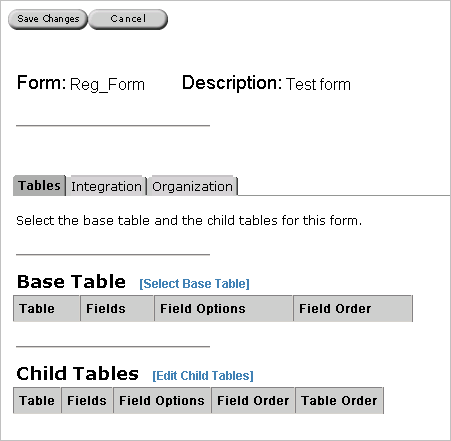 Save Changes Cancel
Form: Reg_Form Description: Test form
Tables Integration Organization
Select the base table and the child tables for this form.
Base Table [Select Base Table]
Table Fields Field Options Field Order
Child Tables [Edit Child Tables]
Table Fields Field Options Field Order Table Order